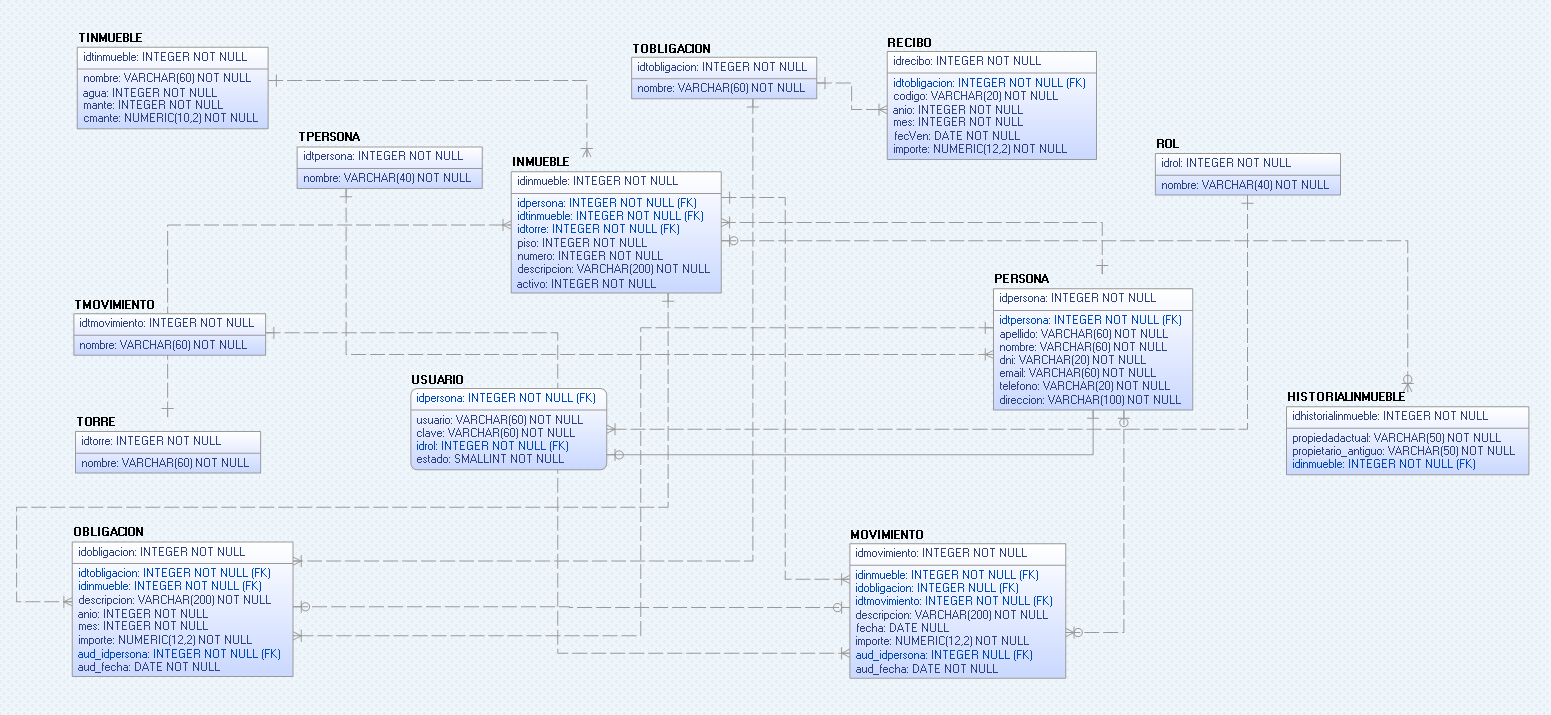 TINMUEBLE
idtinmueble: INTEGER NOT NULL
nombre: VARCHAR(60) NOT NULL
agua: INTEGER NOT NULL
mante: INTEGER NOT NULL
cmante: NUMERIC(10,2) NOT NULL
TOBLIGACION
idtobligacion: INTEGER NOT NULL
nombre: VARCHAR(60) NOT NULL
RECIBO
idrecibo: INTEGER NOT NULL
idtobligacion: INTEGER NOT NULL (FK)
codigo: VARCHAR(20) NOT NULL
anio: INTEGER NOT NULL
mes: INTEGER NOT NULL
fecVen: DATE NOT NULL
importe: NUMERIC(12,2) NOT NULL
TPERSONA
idtpersona: INTEGER NOT NULL
nombre: VARCHAR(40) NOT NULL
INMUEBLE
idinmueble: INTEGER NOT NULL
idpersona: INTEGER NOT NULL (FK)
idtinmueble: INTEGER NOT NULL (FK)
idtorre: INTEGER NOT NULL (FK)
piso: INTEGER NOT NULL
numero: INTEGER NOT NULL
descripcion: VARCHAR(200) NOT NULL
activo: INTEGER NOT NULL
ROL
idrol: INTEGER NOT NULL
nombre: VARCHAR(40) NOT NULL
TMOVIMIENTO
idtmovimiento: INTEGER NOT NULL
nombre: VARCHAR(60) NOT NULL
PERSONA
idpersona: INTEGER NOT NULL
idtpersona: INTEGER NOT NULL (FK)
apellido: VARCHAR(60) NOT NULL
nombre: VARCHAR(60) NOT NULL
dni: VARCHAR(20) NOT NULL
email: VARCHAR(60) NOT NULL
telefono: VARCHAR(20) NOT NULL
direccion: VARCHAR(100) NOT NULL
USUARIO
idpersona: INTEGER NOT NULL (FK)
usuario: VARCHAR(60) NOT NULL
clave: VARCHAR(60) NOT NULL
idrol: INTEGER NOT NULL (FK)
estado: SMALLINT NOT NULL
TORRE
idtorre: INTEGER NOT NULL
nombre: VARCHAR(60) NOT NULL
HISTORIALINMUEBLE
idhistorialinmueble: INTEGER NOT NULL
propiedadactual: VARCHAR(50) NOT NULL
propietario_antiguo: VARCHAR(50) NOT NULL
idinmueble: INTEGER NOT NULL (FK)
OBLIGACION
idobligacion: INTEGER NOT NULL
idtobligacion: INTEGER NOT NULL (FK)
idinmueble: INTEGER NOT NULL (FK)
descripcion: VARCHAR(200) NOT NULL
anio: INTEGER NOT NULL
mes: INTEGER NOT NULL
importe: NUMERIC(12,2) NOT NULL
aud_idpersona: INTEGER NOT NULL (FK)
aud_fecha: DATE NOT NULL
MOVIMIENTO
idmovimiento: INTEGER NOT NULL
idinmueble: INTEGER NOT NULL (FK)
idobligacion: INTEGER NULL (FK)
idtmovimiento: INTEGER NOT NULL (FK)
descripcion: VARCHAR(200) NOT NULL
fecha: DATE NULL
importe: NUMERIC(12,2) NOT NULL
aud_idpersona: INTEGER NULL (FK)
aud_fecha: DATE NOT NULL